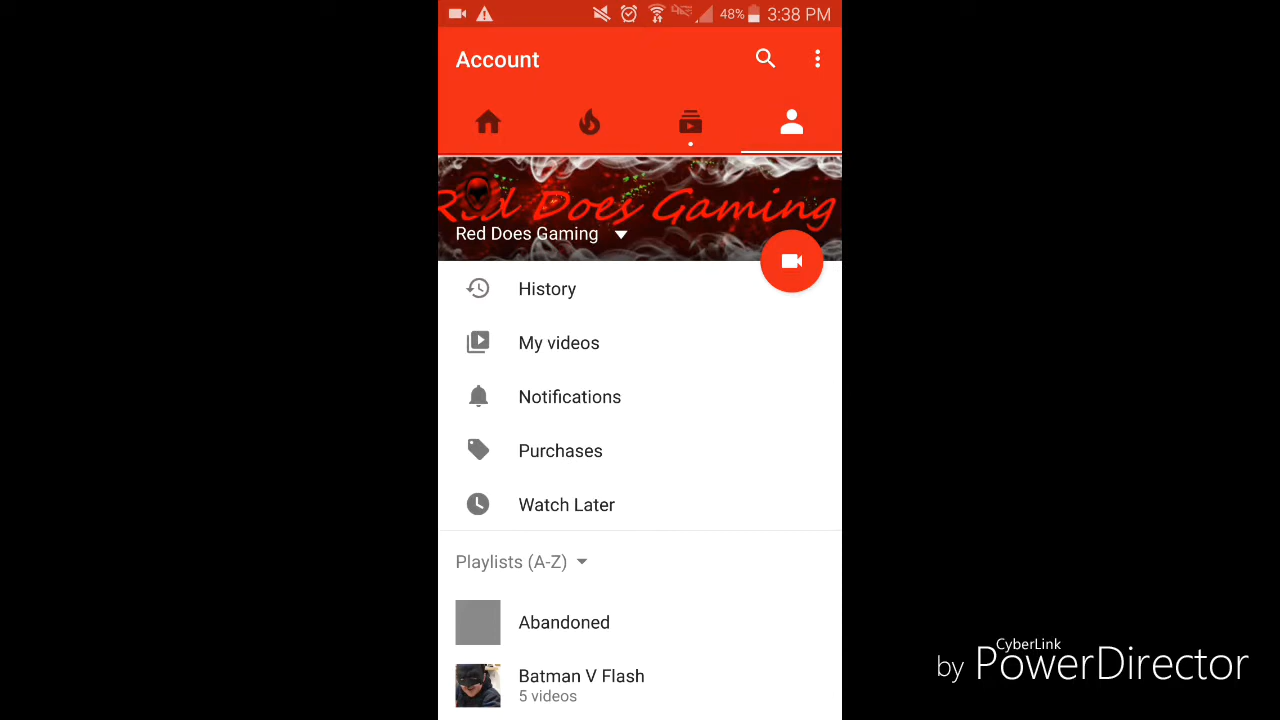 48% 3:38 PM
Account
Red Does Gaming
Red Does Gaming
History
My videos
Notifications
Purchases
Watch Later
Playlists (A-Z)
Abandoned
Batman V Flash
5 videos
CyberLink
by PowerDirector